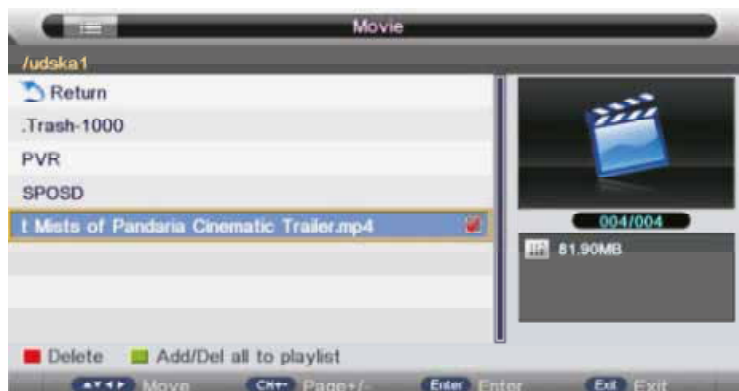 Movie
/udska1
Return
.Trash-1000
PVR
SPOSD
t Mists of Pandaria Cinematic Trailer.mp4
004/004
81.90MB
Delete Add/Del all to playlist
Move CH+- Page+/- Enter Enter Exit Exit